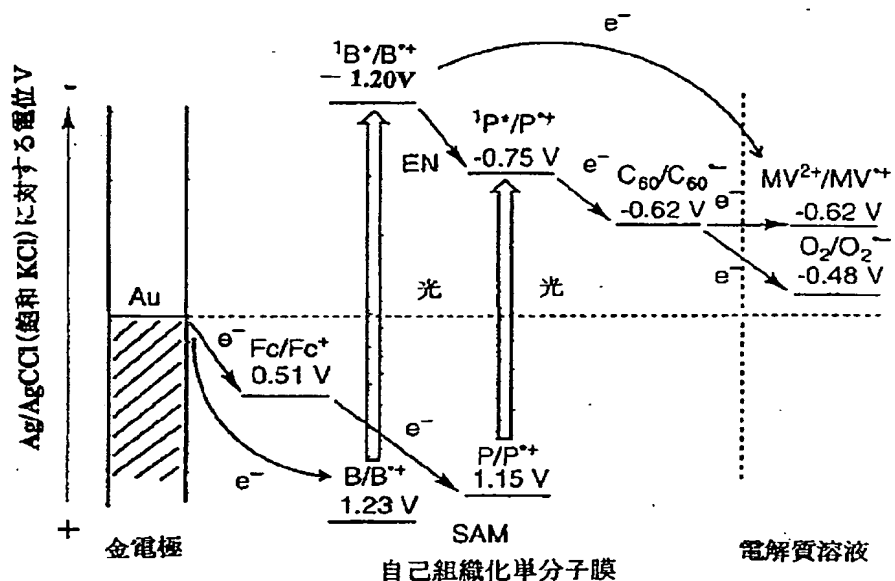 e⁻
¹B*/B•⁺
− 1.20V
-
Ag/AgCCl(飽和 KCl)に対する電位 V
+
EN
¹P*/P•⁺
-0.75 V
e⁻
C₆₀/C₆₀•⁻
-0.62 V
e⁻
MV²⁺/MV•⁺
-0.62 V
O₂/O₂•⁻
-0.48 V
e⁻
Au
光
光
e⁻
Fc/Fc⁺
0.51 V
e⁻
e⁻
B/B•⁺
1.23 V
P/P•⁺
1.15 V
SAM
金電極
自己組織化単分子膜
電解質溶液